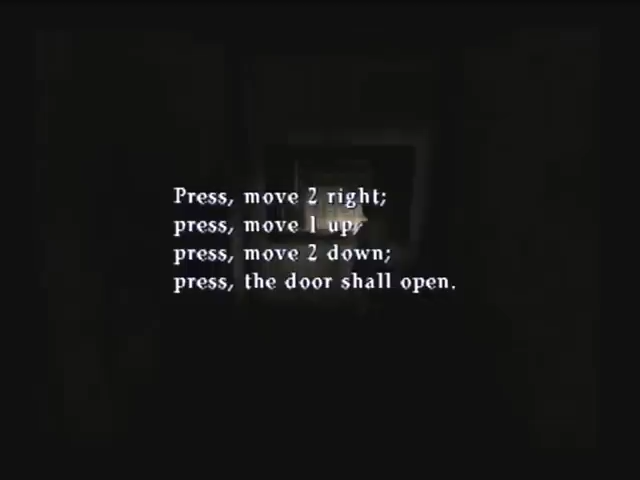 Press, move 2 right;
press, move 1 up;
press, move 2 down;
press, the door shall open.